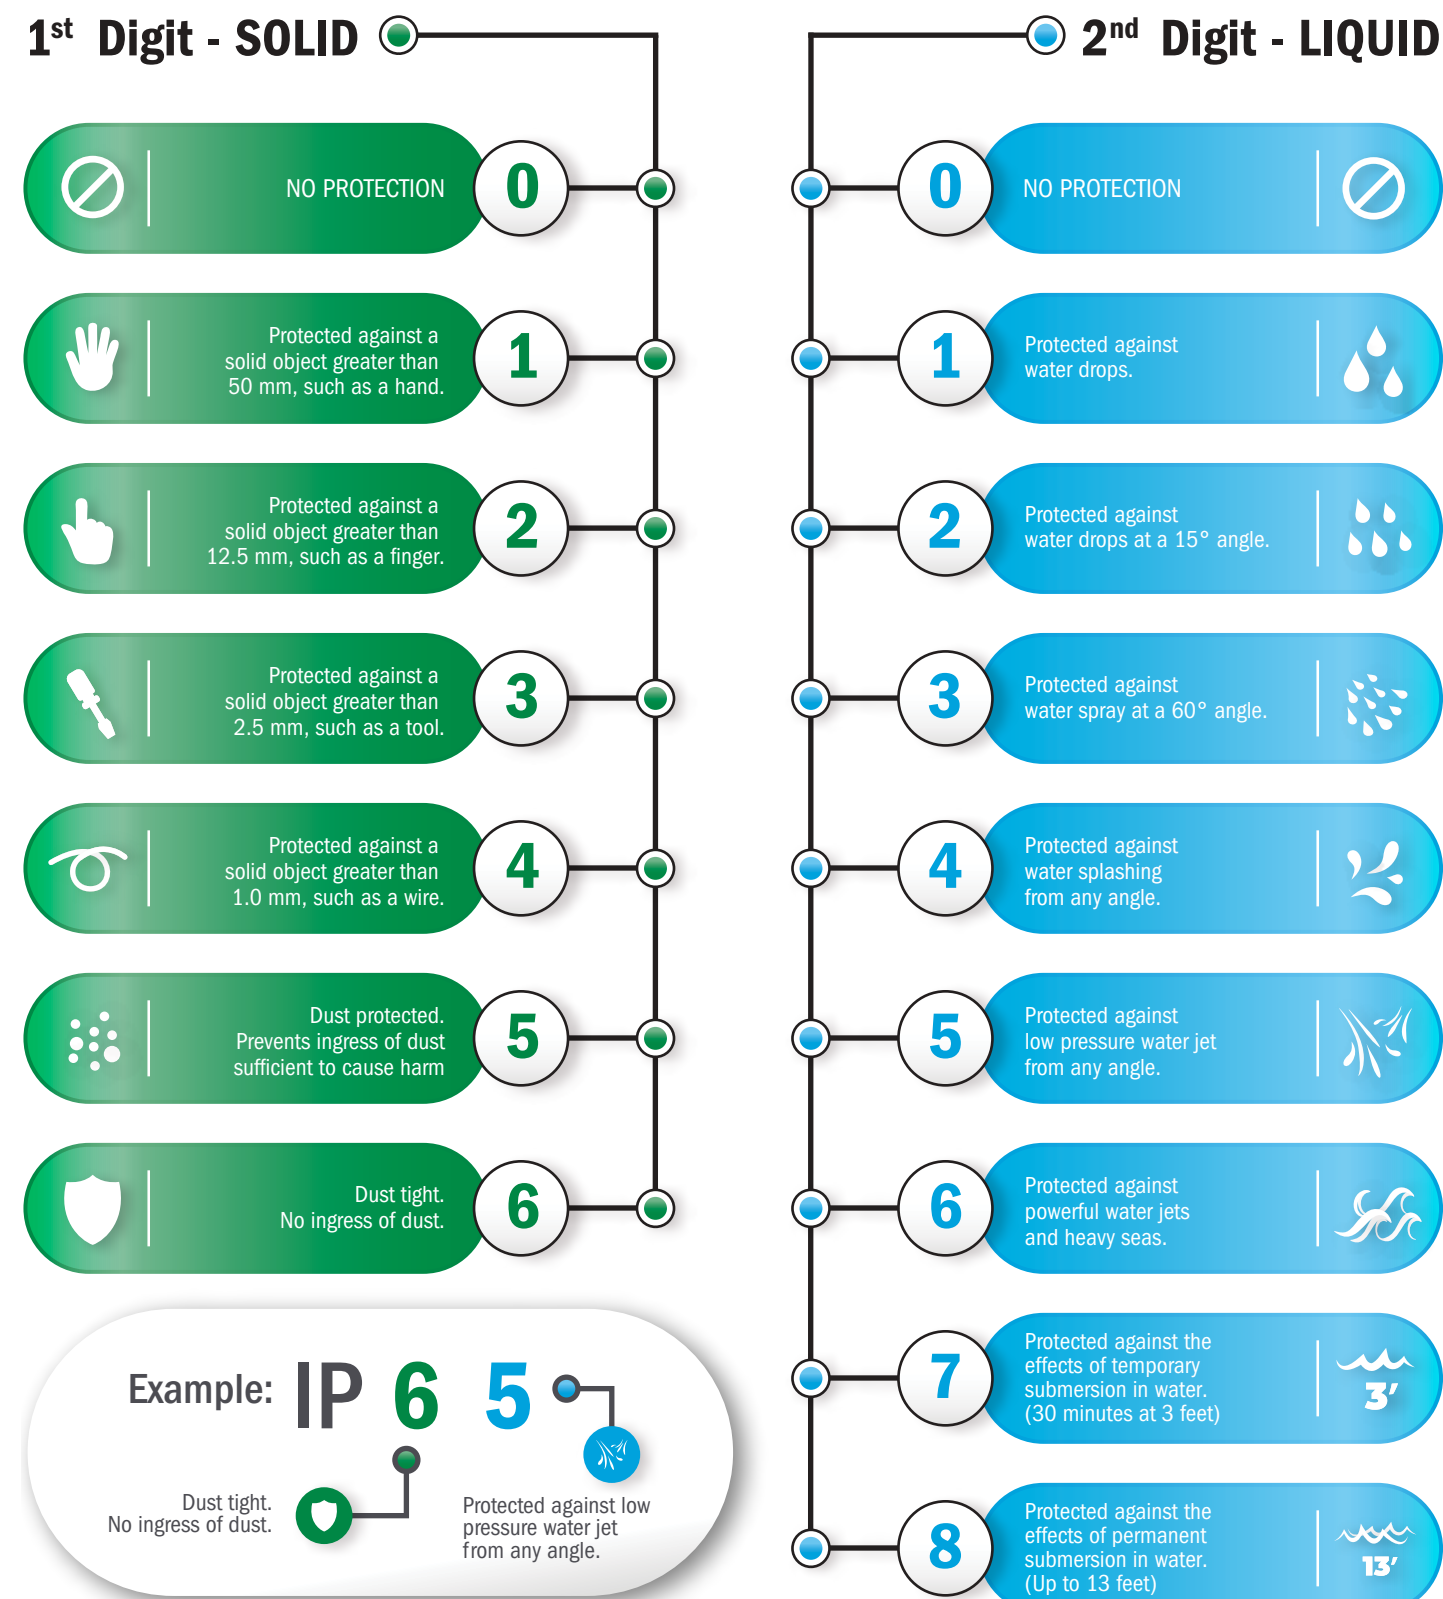 1st Digit - SOLID
NO PROTECTION
0
Protected against a
solid object greater than
50 mm, such as a hand.
1
Protected against a
solid object greater than
12.5 mm, such as a finger.
2
Protected against a
solid object greater than
2.5 mm, such as a tool.
3
Protected against a
solid object greater than
1.0 mm, such as a wire.
4
Dust protected.
Prevents ingress of dust
sufficient to cause harm
5
Dust tight.
No ingress of dust.
6
Example: IP 6 5
Dust tight.
No ingress of dust.
Protected against low
pressure water jet
from any angle.
2nd Digit - LIQUID
0
NO PROTECTION
1
Protected against
water drops.
2
Protected against
water drops at a 15° angle.
3
Protected against
water spray at a 60° angle.
4
Protected against
water splashing
from any angle.
5
Protected against
low pressure water jet
from any angle.
6
Protected against
powerful water jets
and heavy seas.
7
Protected against the
effects of temporary
submersion in water.
(30 minutes at 3 feet)
3'
8
Protected against the
effects of permanent
submersion in water.
(Up to 13 feet)
13'